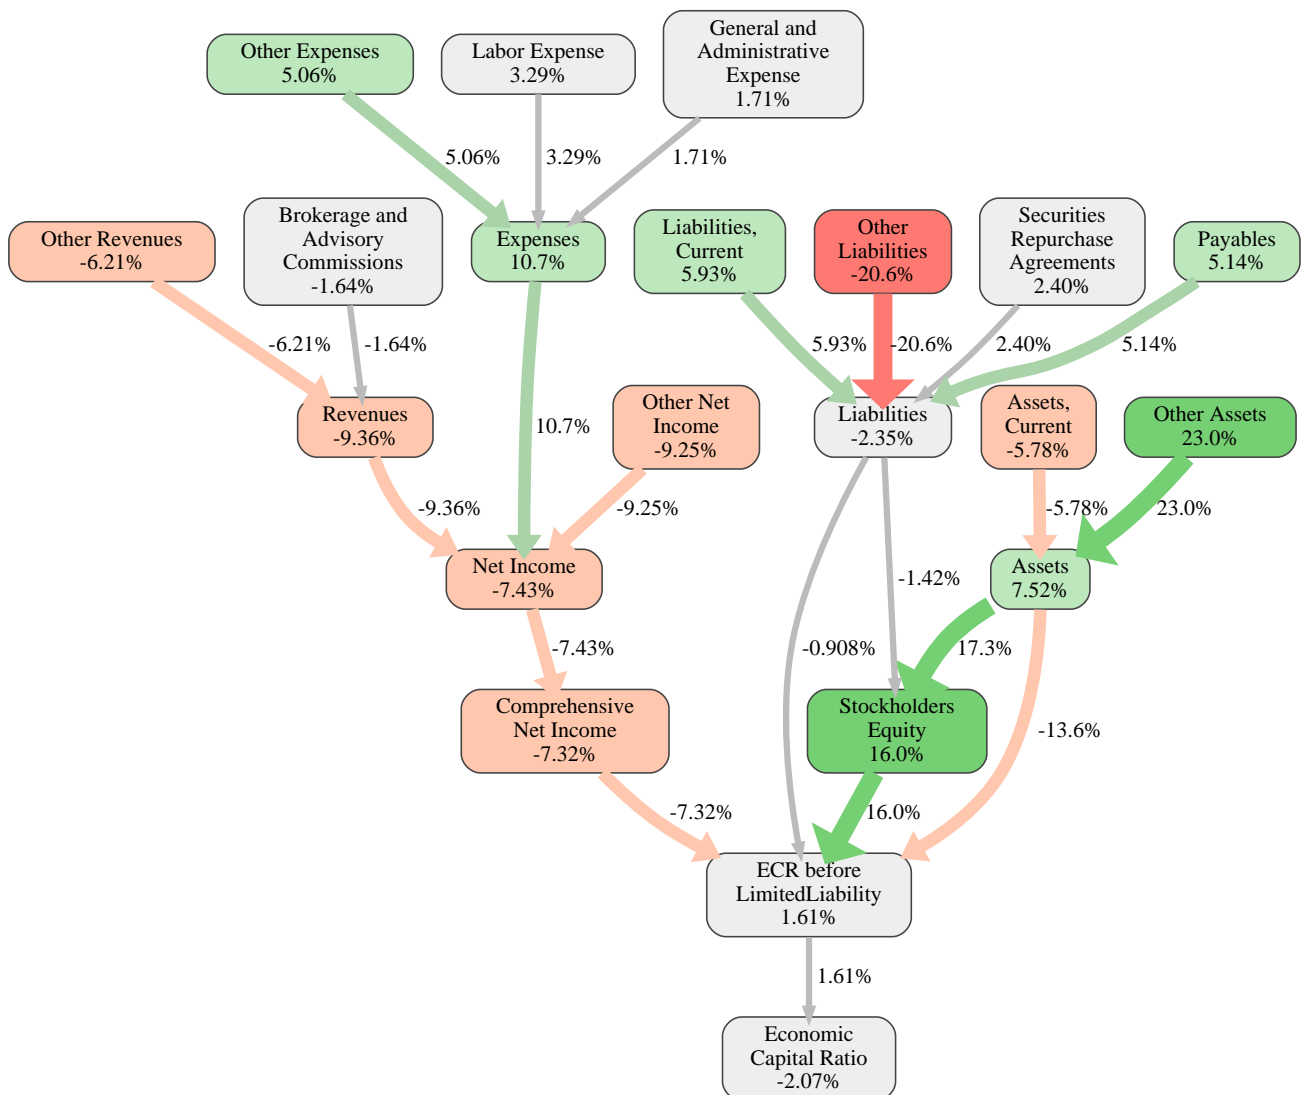 Other Expenses
5.06%
Labor Expense
3.29%
General and
Administrative
Expense
1.71%
5.06%
3.29%
1.71%
Other Revenues
-6.21%
Brokerage and
Advisory
Commissions
-1.64%
Expenses
10.7%
Liabilities,
Current
5.93%
Other
Liabilities
-20.6%
Securities
Repurchase
Agreements
2.40%
Payables
5.14%
-6.21%
-1.64%
5.93%
-20.6%
2.40%
5.14%
Revenues
-9.36%
10.7%
Other Net
Income
-9.25%
Liabilities
-2.35%
Assets,
Current
-5.78%
Other Assets
23.0%
-9.36%
-9.25%
-5.78%
23.0%
Net Income
-7.43%
-1.42%
Assets
7.52%
-7.43%
-0.908%
17.3%
Comprehensive
Net Income
-7.32%
Stockholders
Equity
16.0%
-13.6%
-7.32%
16.0%
ECR before
LimitedLiability
1.61%
1.61%
Economic
Capital Ratio
-2.07%